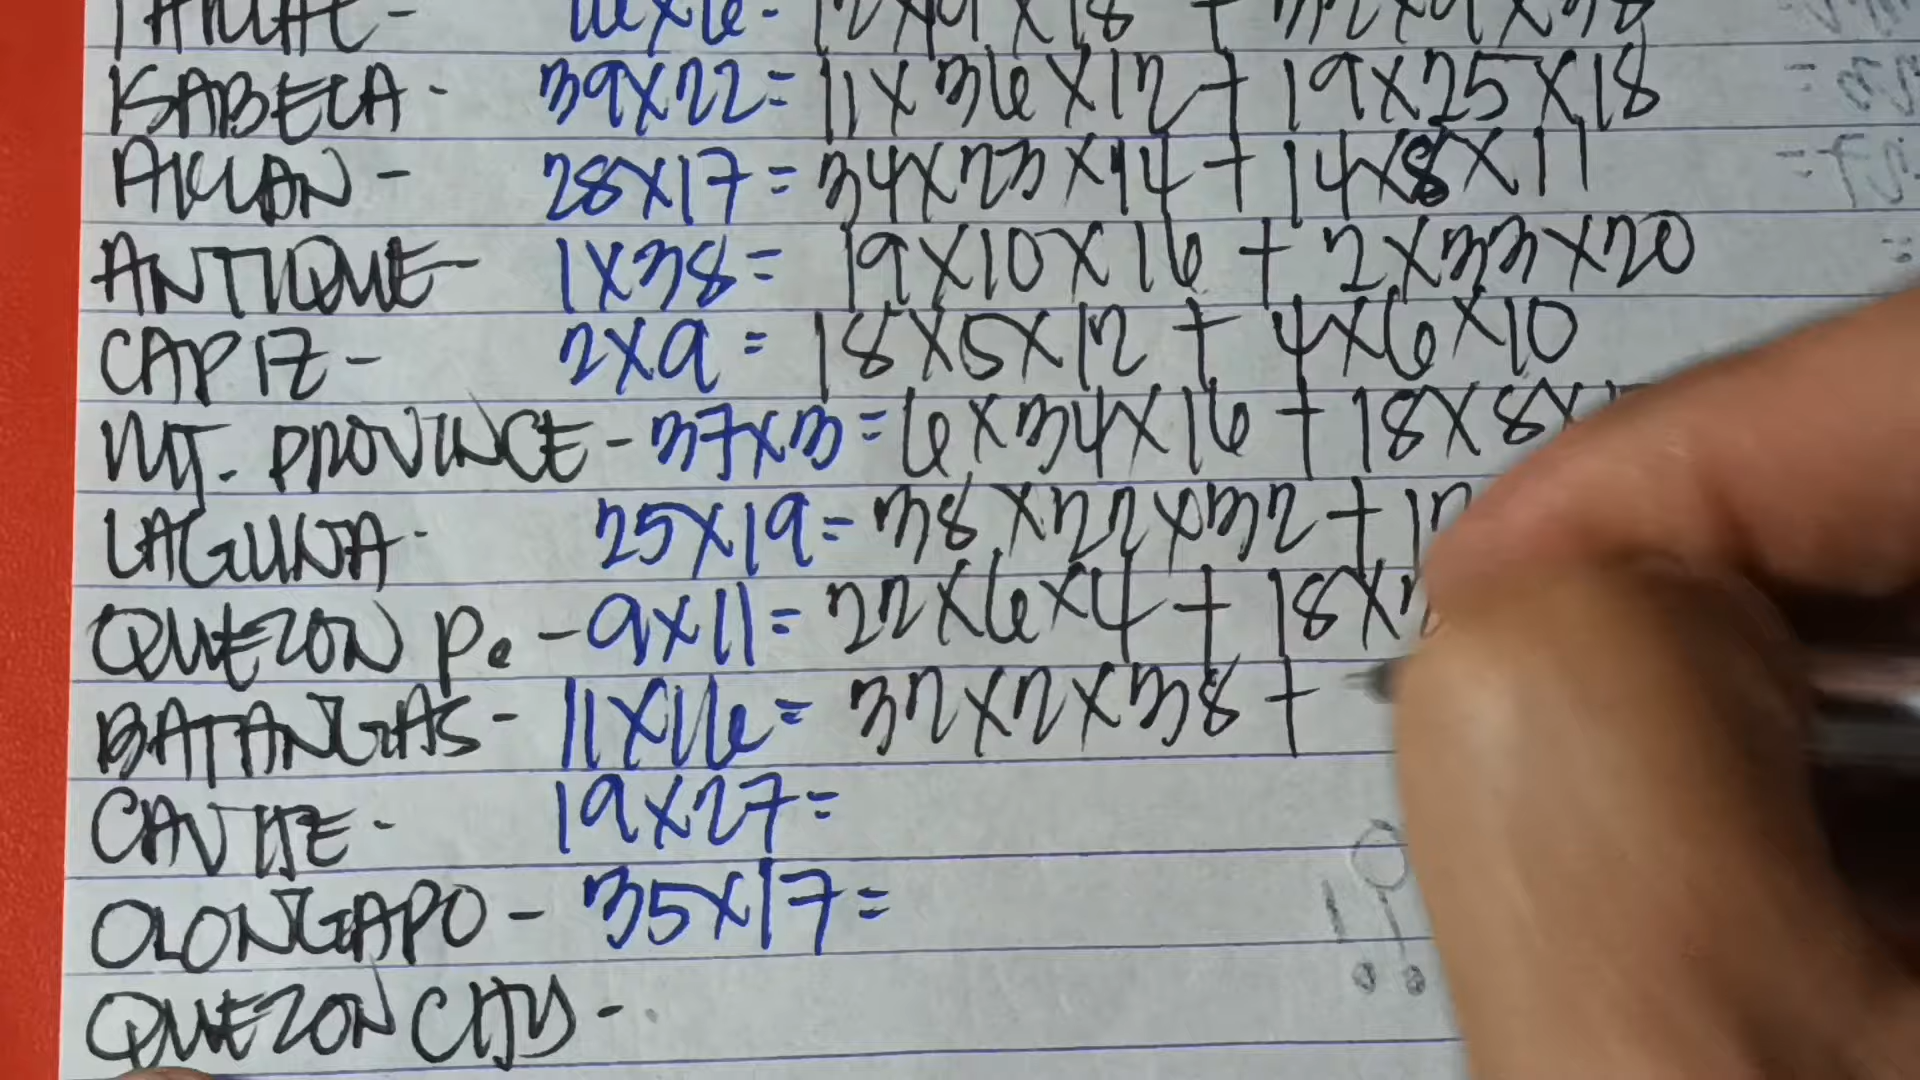 ISABELA - 39X22= 11X36X12+ 19X25X18
AKLAN - 28X17= 34X23X14+ 14X8X11
ANTIQUE- 1X38= 19X10X16 + 2X33X20
CAPIZ - 2X9= 18X5X12 + 4X6X10
MT. PROVINCE - 37X3=6X34X16+ 18X8X
LAGUNA- 25X19= 38X22X32+
QUEZON P. - 9X11= 22X6X4 + 18X
BATANGAS- 11X16= 32X2X38 +
CAVITE - 19X27=
OLONGAPO - 35X17=
QUEZON CITY -